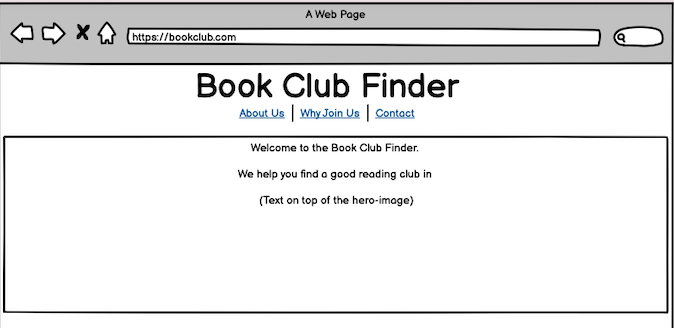 A Web Page
https://bookclub.com
Book Club Finder
About Us | Why Join Us | Contact
Welcome to the Book Club Finder.
We help you find a good reading club in
(Text on top of the hero-image)